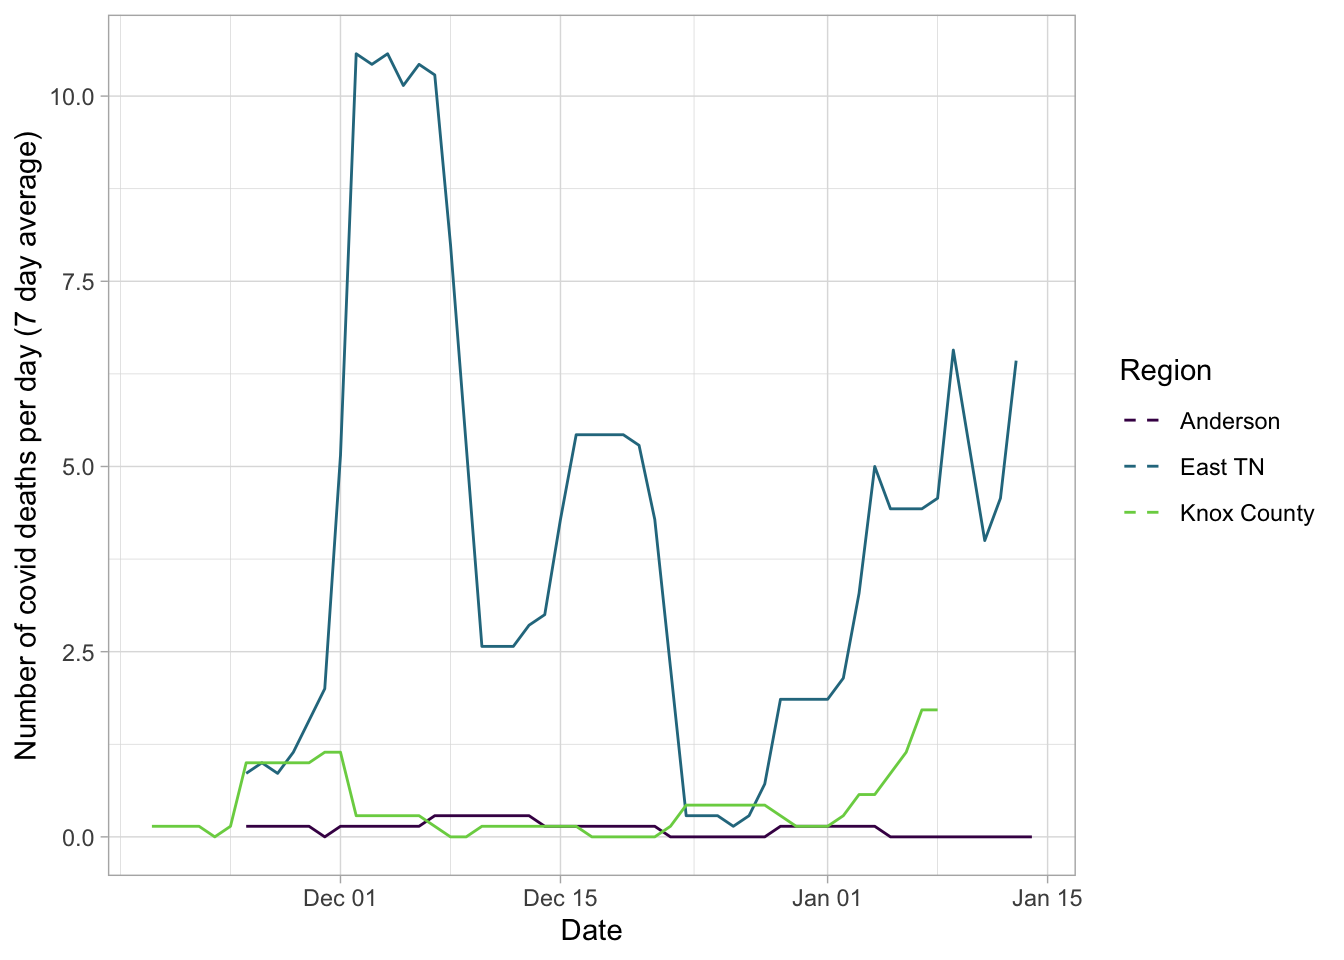 Number of covid deaths per day (7 day average)
10.0
7.5
5.0
2.5
0.0
Dec 01
Dec 15
Jan 01
Jan 15
Date
Region
Anderson
East TN
Knox County